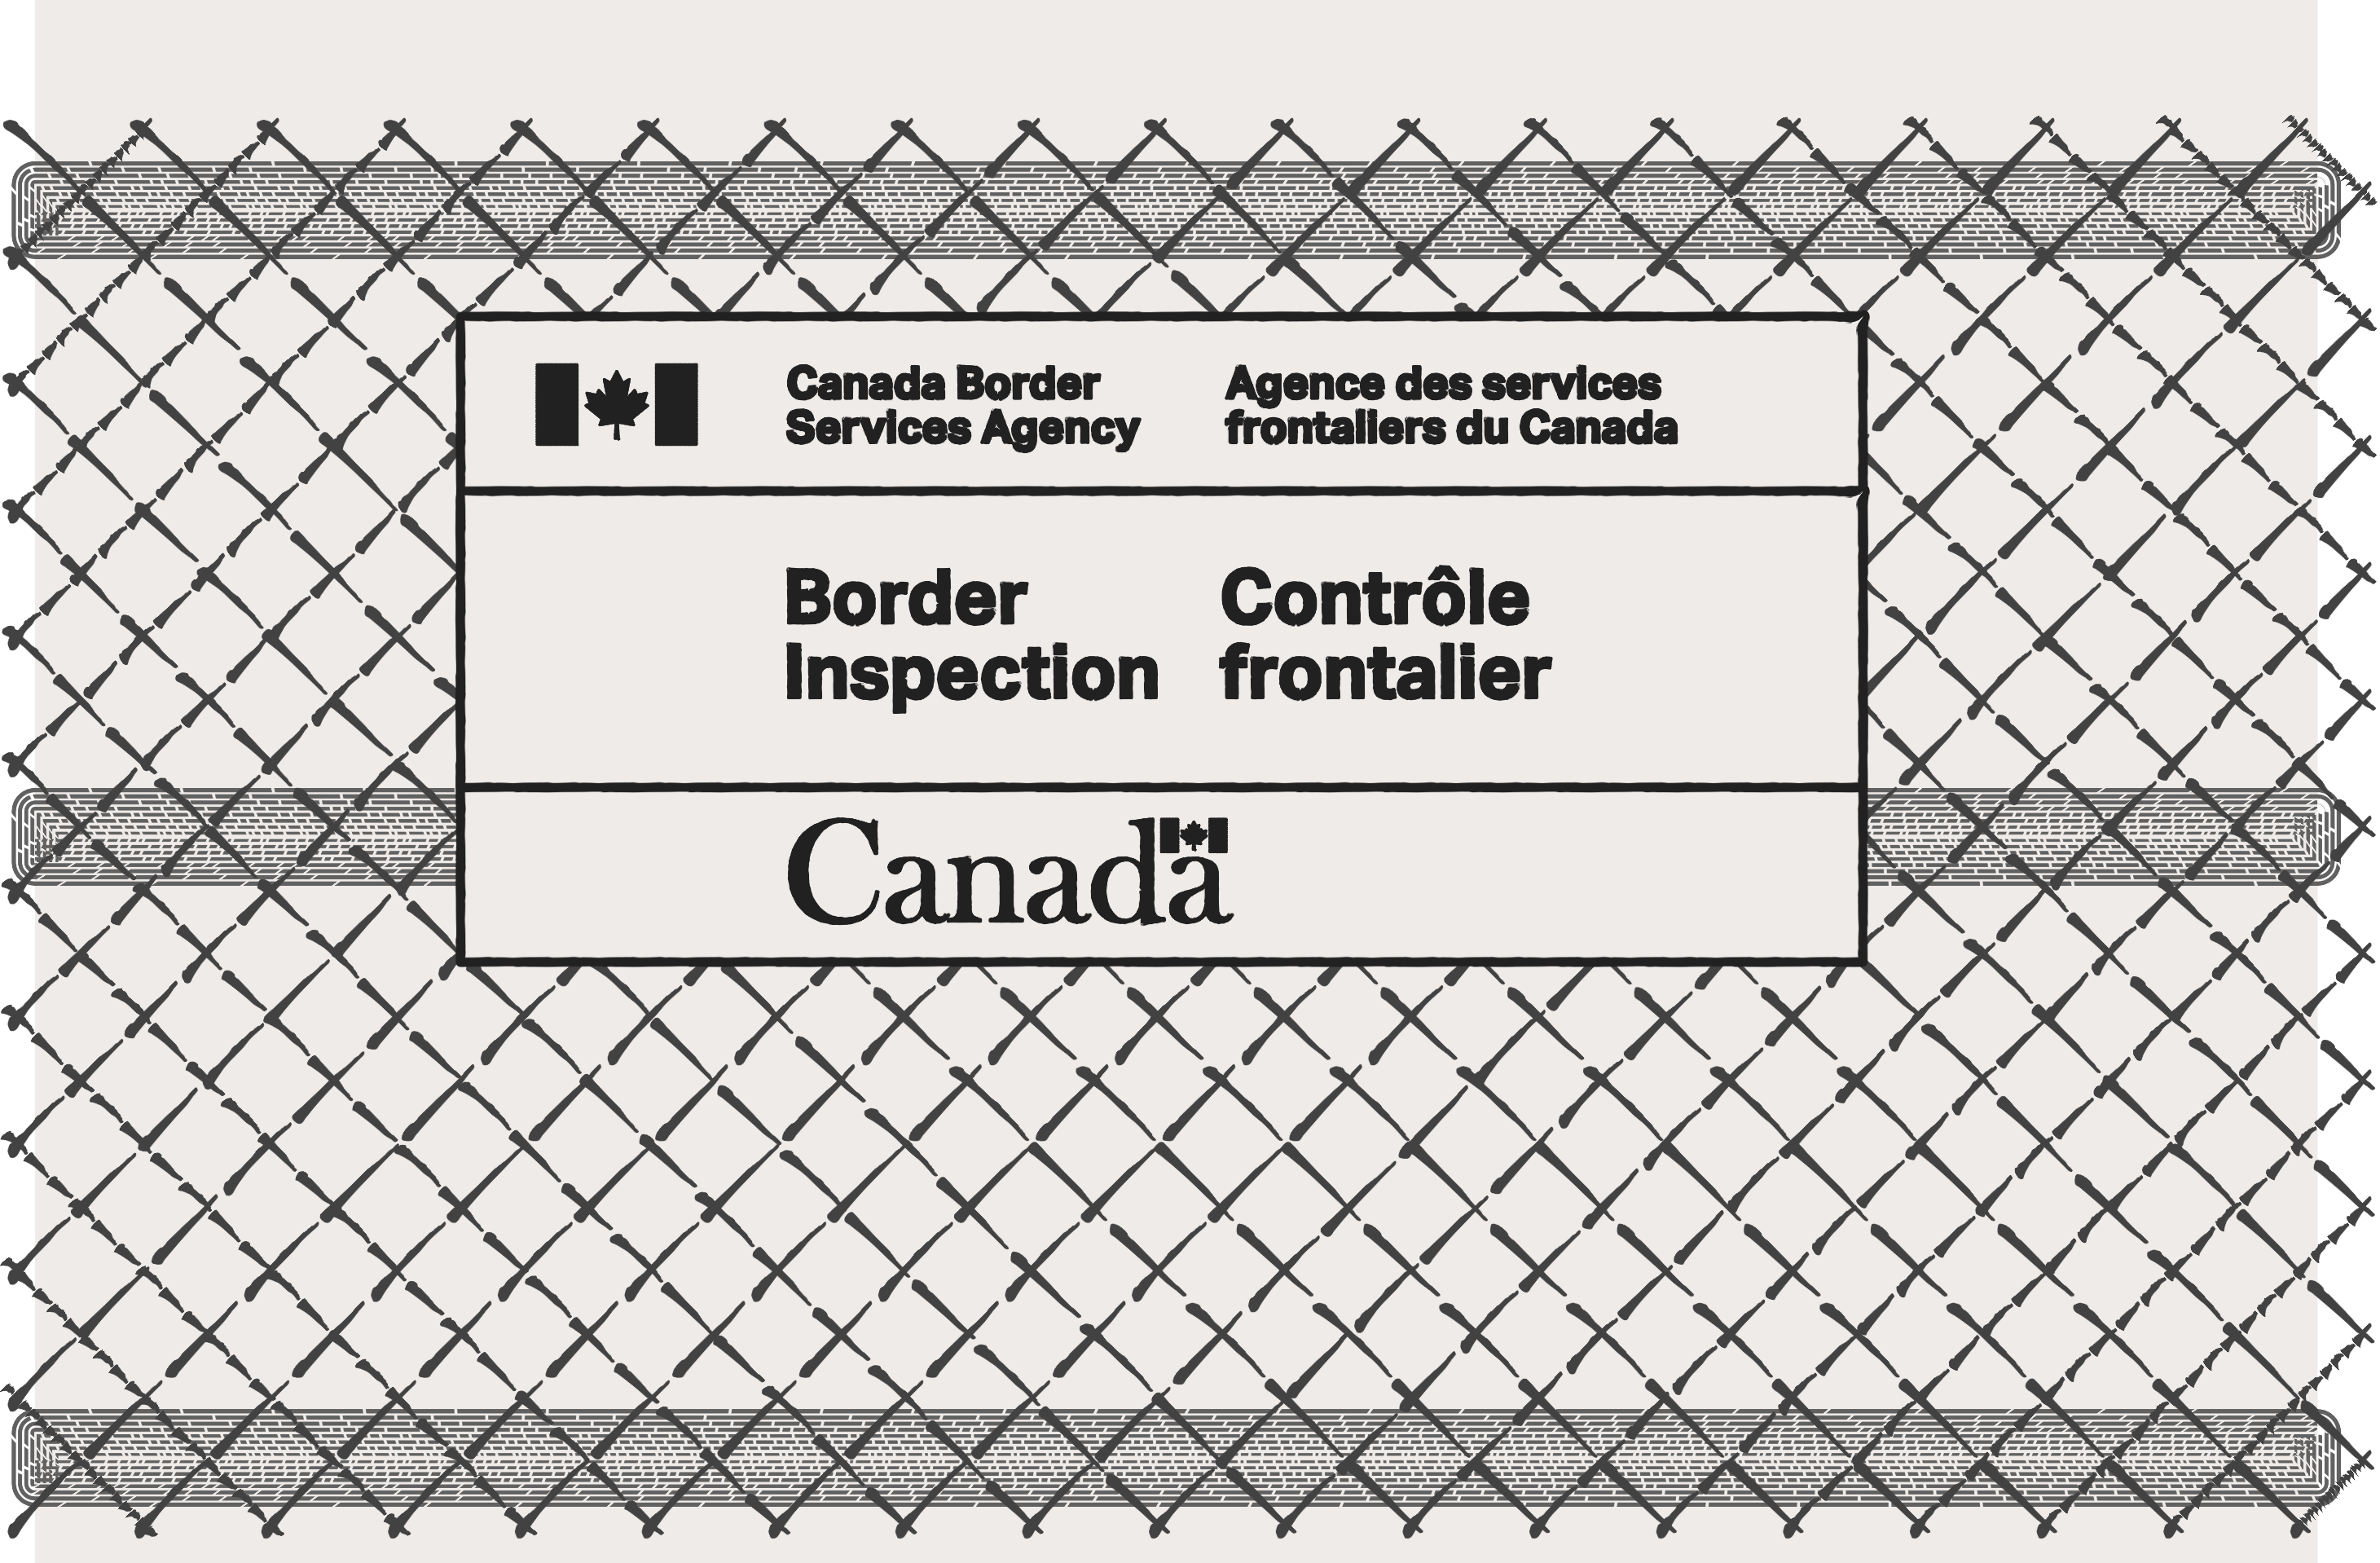 Canada Border
Services Agency
Agence des services
frontaliers du Canada
Border
Inspection
Contrôle
frontalier
Canada